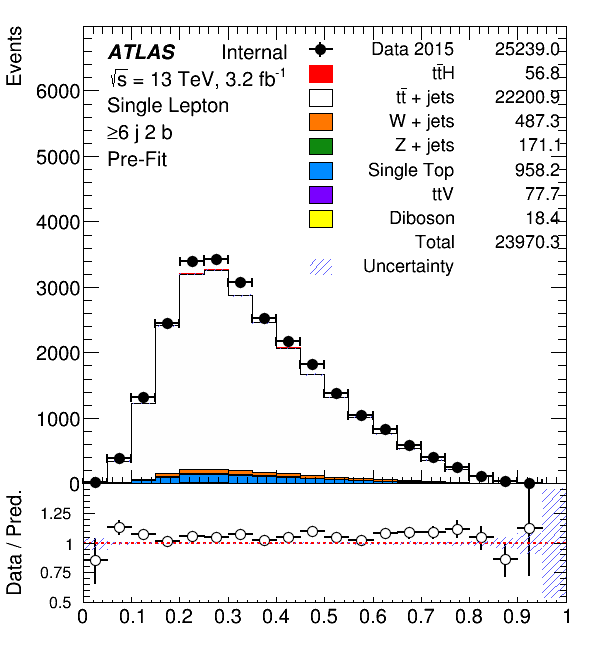 Events
ATLAS Internal
√s = 13 TeV, 3.2 fb⁻¹
Single Lepton
≥6 j 2 b
Pre-Fit
Data 2015 25239.0
tt̄H 56.8
tt̄ + jets 22200.9
W + jets 487.3
Z + jets 171.1
Single Top 958.2
ttV 77.7
Diboson 18.4
Total 23970.3
Uncertainty
6000
5000
4000
3000
2000
1000
0
Data / Pred.
1.25
1
0.75
0.5
0 0.1 0.2 0.3 0.4 0.5 0.6 0.7 0.8 0.9 1